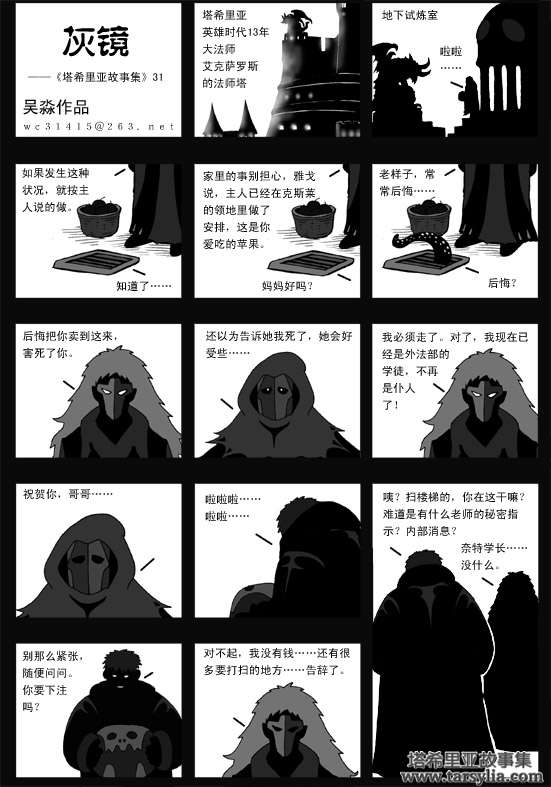 灰镜
——《塔希里亚故事集》31
吴淼作品
wc31415@263.net
塔希里亚
英雄时代13年
大法师
艾克萨罗斯
的法师塔
地下试炼室
啦啦
……
如果发生这种
状况，就按主
人说的做。
知道了……
家里的事别担心，雅戈
说，主人已经在克斯莱
的领地里做了
安排，这是你
爱吃的苹果。
妈妈好吗？
老样子，常
常后悔……
后悔？
后悔把你卖到这来，
害死了你。
还以为告诉她我死了，她会好
受些……
我必须走了。对了，我现在已
经是外法部的
学徒，不再
是仆人
了！
祝贺你，哥哥……
啦啦啦……
啦啦……
咦？扫楼梯的，你在这干嘛？
难道是有什么老师的秘密指
示？内部消息？
奈特学长……
没什么。
别那么紧张，
随便问问。
你要下注
吗？
对不起，我没有钱……还有很
多要打扫的地方……告辞了。
塔希里亚故事集
www.tarsylia.com